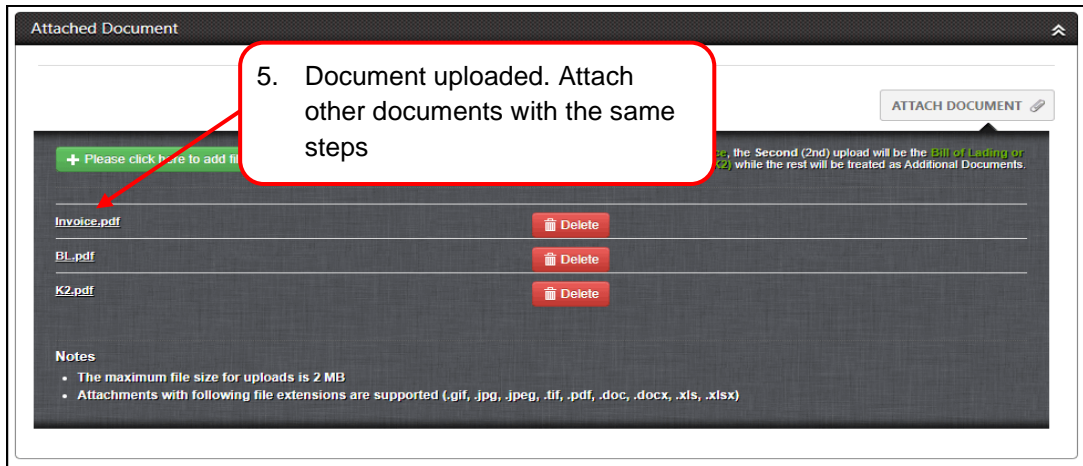 Attached Document
5. Document uploaded. Attach
other documents with the same
steps
ATTACH DOCUMENT
+ Please click here to add fil
, the Second (2nd) upload will be the Bill of Lading or
K2) while the rest will be treated as Additional Documents.
Invoice.pdf
Delete
BL.pdf
Delete
K2.pdf
Delete
Notes
• The maximum file size for uploads is 2 MB
• Attachments with following file extensions are supported (.gif, .jpg, .jpeg, .tif, .pdf, .doc, .docx, .xls, .xlsx)